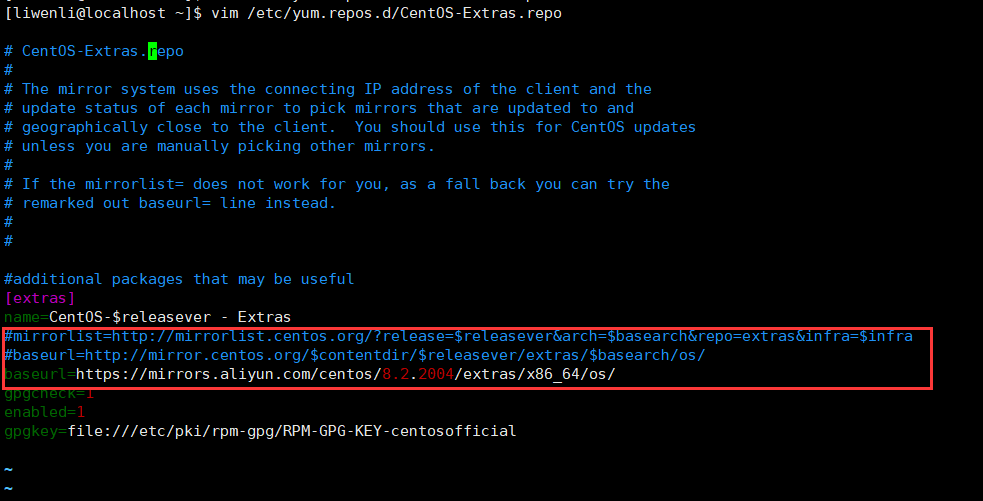 [liwenli@localhost ~]$ vim /etc/yum.repos.d/CentOS-Extras.repo
# CentOS-Extras.repo
#
# The mirror system uses the connecting IP address of the client and the
# update status of each mirror to pick mirrors that are updated to and
# geographically close to the client.  You should use this for CentOS updates
# unless you are manually picking other mirrors.
#
# If the mirrorlist= does not work for you, as a fall back you can try the
# remarked out baseurl= line instead.
#
#
#additional packages that may be useful
[extras]
name=CentOS-$releasever - Extras
#mirrorlist=http://mirrorlist.centos.org/?release=$releasever&arch=$basearch&repo=extras&infra=$infra
#baseurl=http://mirror.centos.org/$contentdir/$releasever/extras/$basearch/os/
baseurl=https://mirrors.aliyun.com/centos/8.2.2004/extras/x86_64/os/
gpgcheck=1
enabled=1
gpgkey=file:///etc/pki/rpm-gpg/RPM-GPG-KEY-centosofficial
~
~